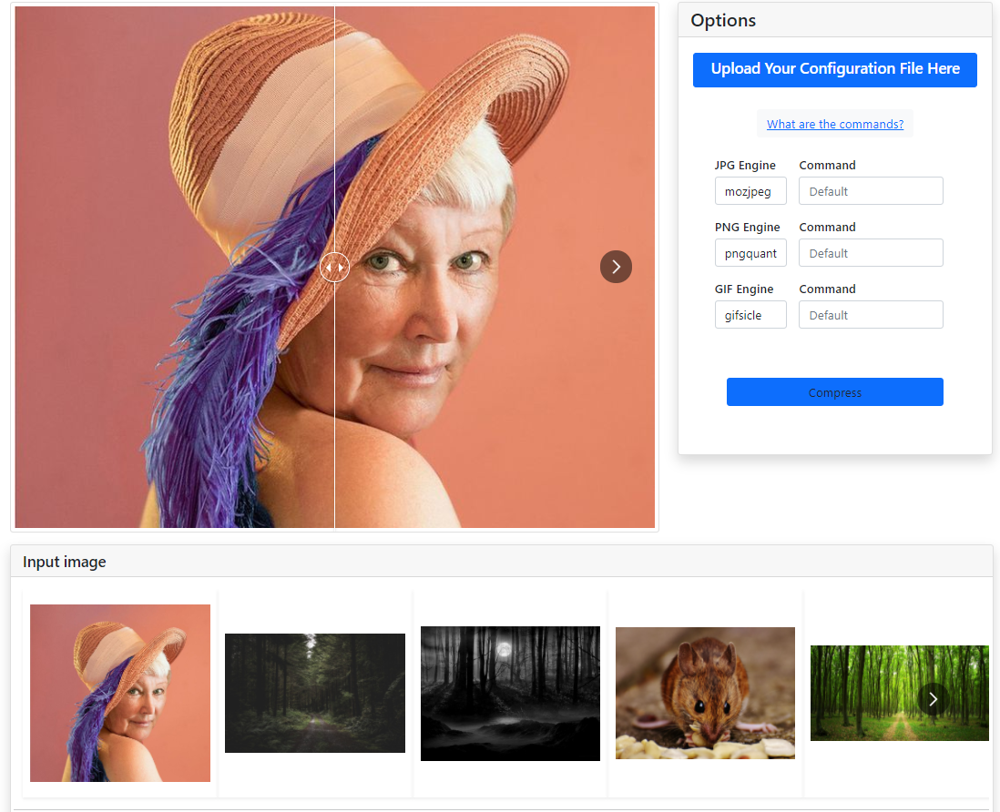 Options
Upload Your Configuration File Here
What are the commands?
JPG Engine Command
mozjpeg Default
PNG Engine Command
pngquant Default
GIF Engine Command
gifsicle Default
Compress
Input image